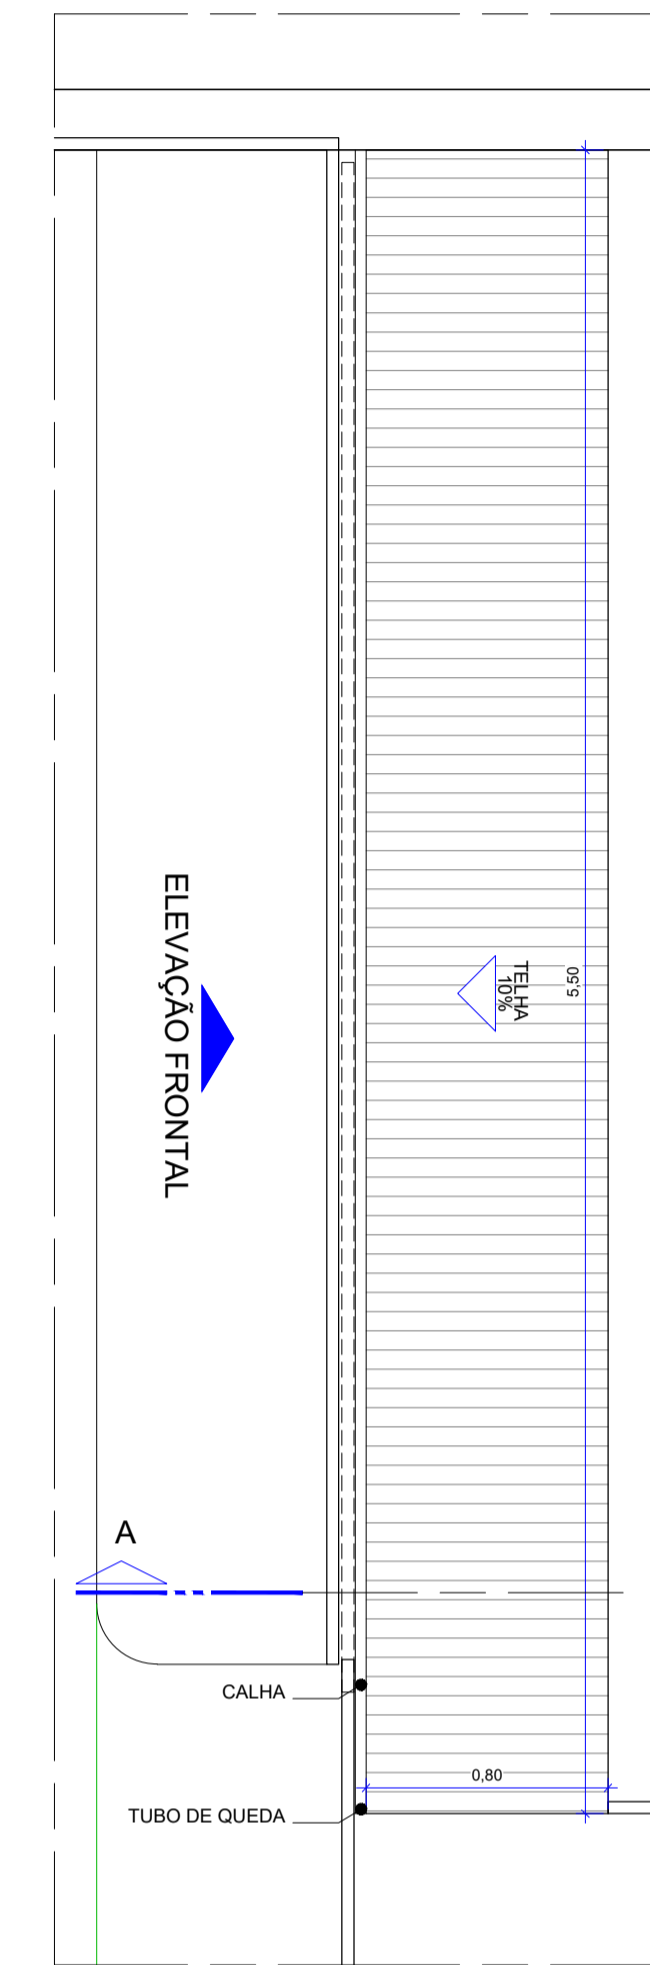 ELEVAÇÃO FRONTAL
TELHA
10%
5,50
A
CALHA
0,80
TUBO DE QUEDA